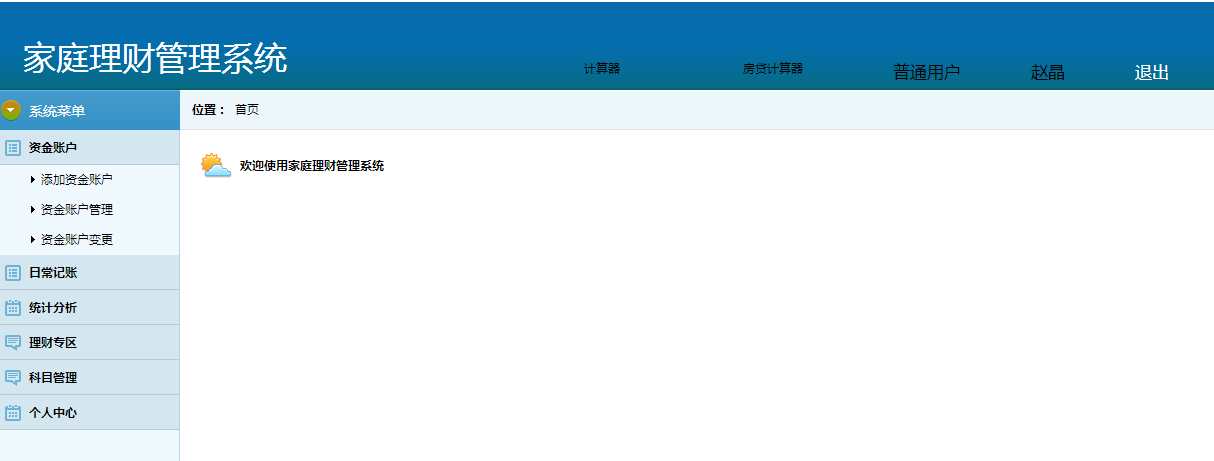 家庭理财管理系统
计算器 房贷计算器 普通用户 赵晶 退出
系统菜单
位置： 首页
资金账户
添加资金账户
资金账户管理
资金账户变更
日常记账
统计分析
理财专区
科目管理
个人中心
欢迎使用家庭理财管理系统